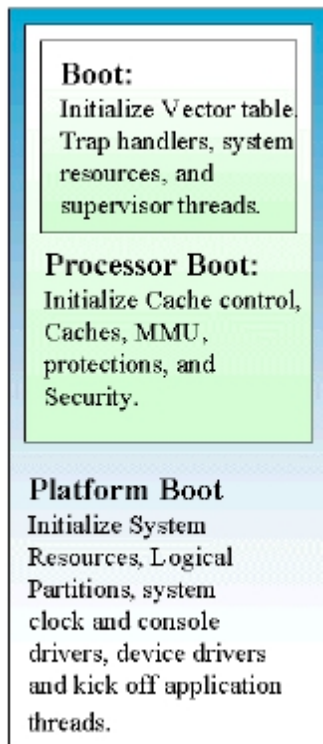 Boot:
Initialize Vector table.
Trap handlers, system
resources, and
supervisor threads.
Processor Boot:
Initialize Cache control,
Caches, MMU,
protections, and
Security.
Platform Boot
Initialize System
Resources, Logical
Partitions, system
clock and console
drivers, device drivers
and kick off application
threads.